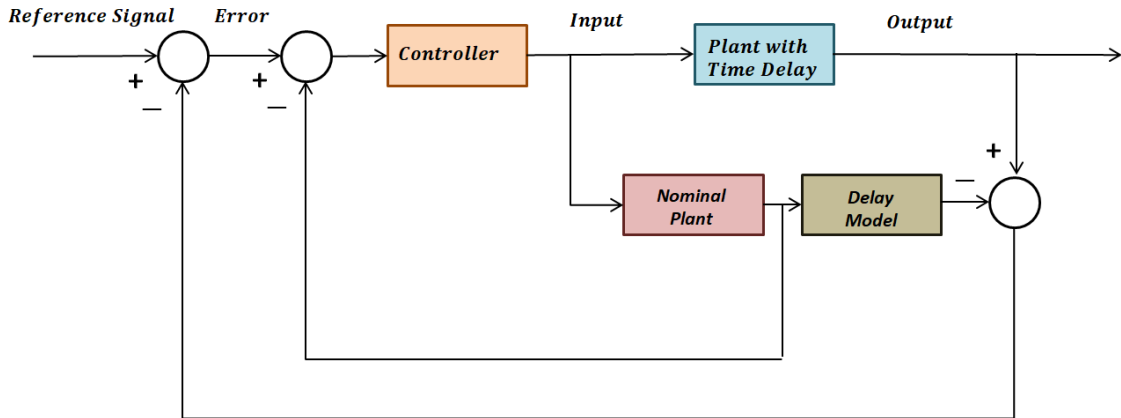 Reference Signal
Error
Input
Output
Controller
Plant with
Time Delay
+
−
+
−
+
−
Nominal
Plant
Delay
Model